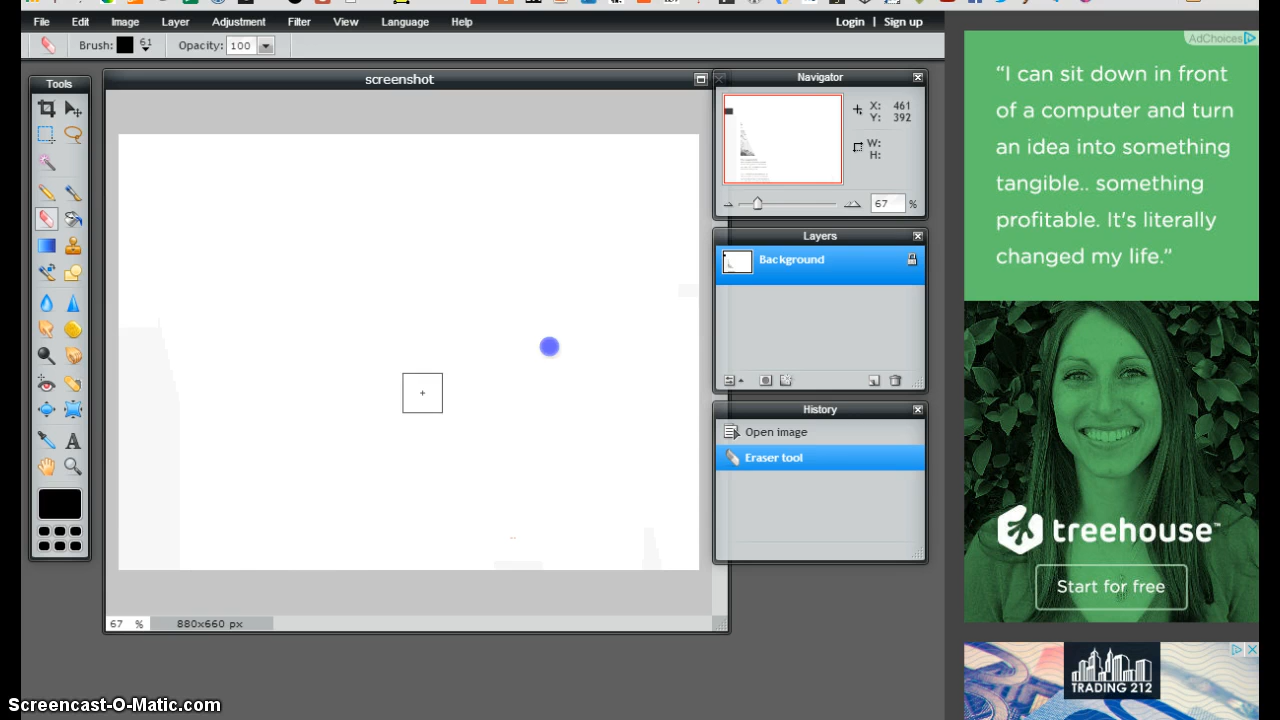 File Edit Image Layer Adjustment Filter View Language Help Login | Sign up
Brush: 61 Opacity: 100
AdChoices
Tools
screenshot
Navigator
X: 461
Y: 392
W:
H:
67 %
Layers
Background
History
Open image
Eraser tool
A
67 % 880x660 px
“I can sit down in front
of a computer and turn
an idea into something
tangible.. something
profitable. It's literally
changed my life.”
treehouse™
Start for free
TRADING 212
Screencast-O-Matic.com